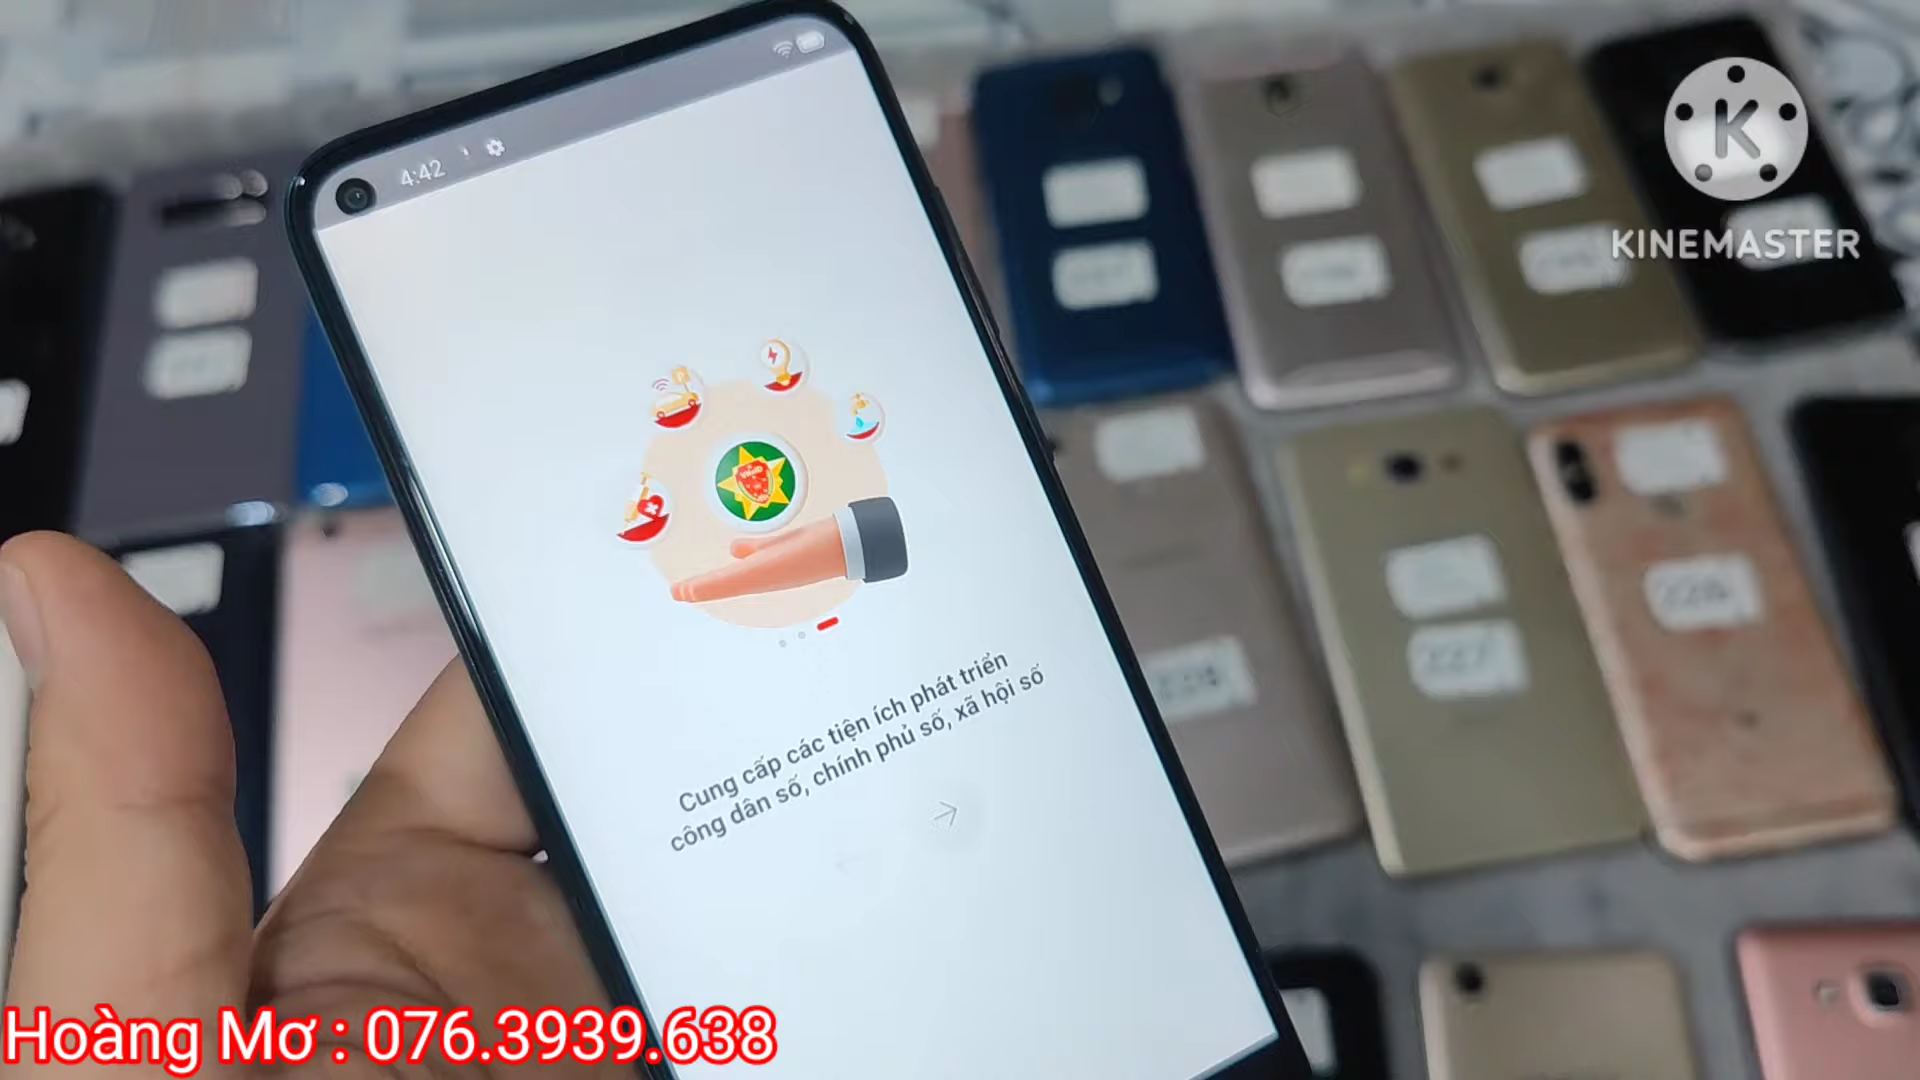 4:42
K
KINEMASTER
Cung cấp các tiện ích phát triển
công dân số, chính phủ số, xã hội số
227
Hoàng Mơ : 076.3939.638